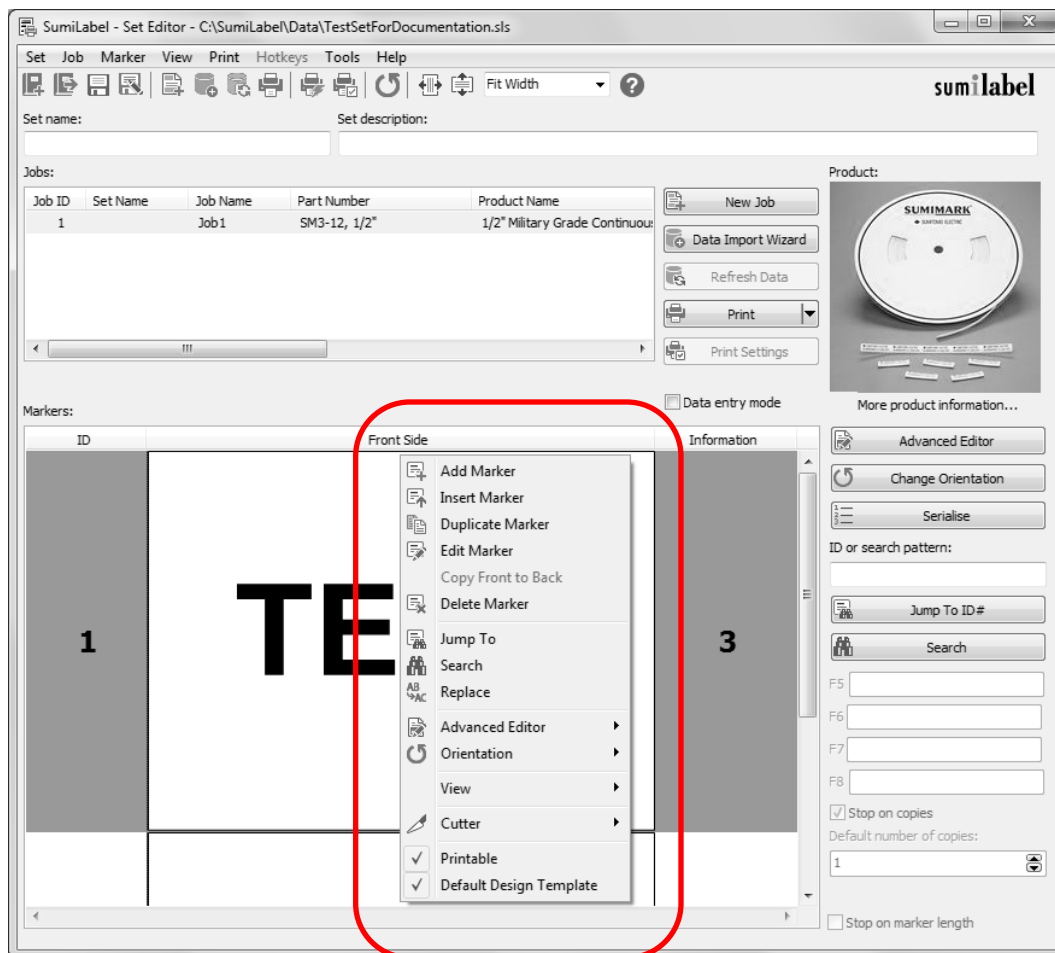 SumiLabel - Set Editor - C:\SumiLabel\Data\TestSetForDocumentation.sls
Set Job Marker View Print Hotkeys Tools Help
Fit Width
sumilabel
Set name: Set description:
Jobs: Product:
Job ID Set Name Job Name Part Number Product Name
1 Job1 SM3-12, 1/2" 1/2" Military Grade Continuou
New Job
Data Import Wizard
Refresh Data
Print
Print Settings
SUMIMARK
SUMITOMO ELECTRIC
Data entry mode
More product information...
Markers:
ID Front Side Information
1 TE 3
Add Marker
Insert Marker
Duplicate Marker
Edit Marker
Copy Front to Back
Delete Marker
Jump To
Search
AB AC Replace
Advanced Editor
Orientation
View
Cutter
Printable
Default Design Template
Advanced Editor
Change Orientation
Serialise
ID or search pattern:
Jump To ID#
Search
F5
F6
F7
F8
Stop on copies
Default number of copies:
1
Stop on marker length